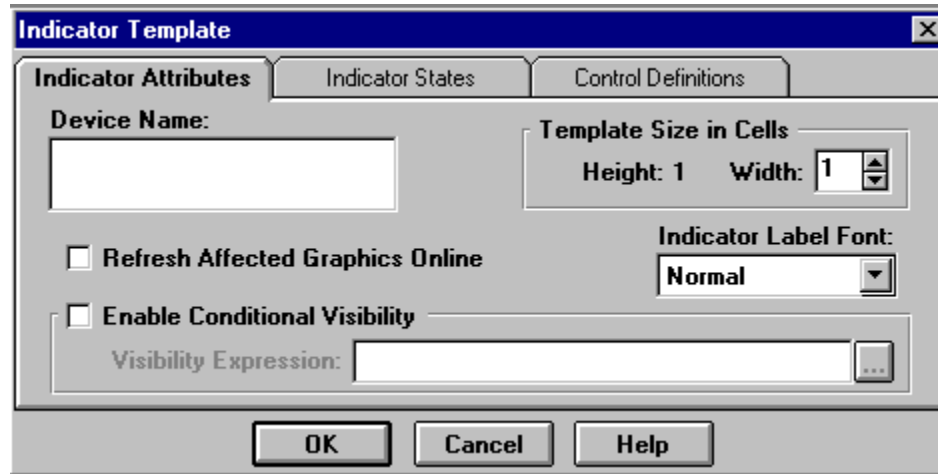 Indicator Template
Indicator Attributes Indicator States Control Definitions
Device Name:
Template Size in Cells
Height: 1 Width: 1
Refresh Affected Graphics Online
Indicator Label Font:
Normal
Enable Conditional Visibility
Visibility Expression: ...
OK Cancel Help